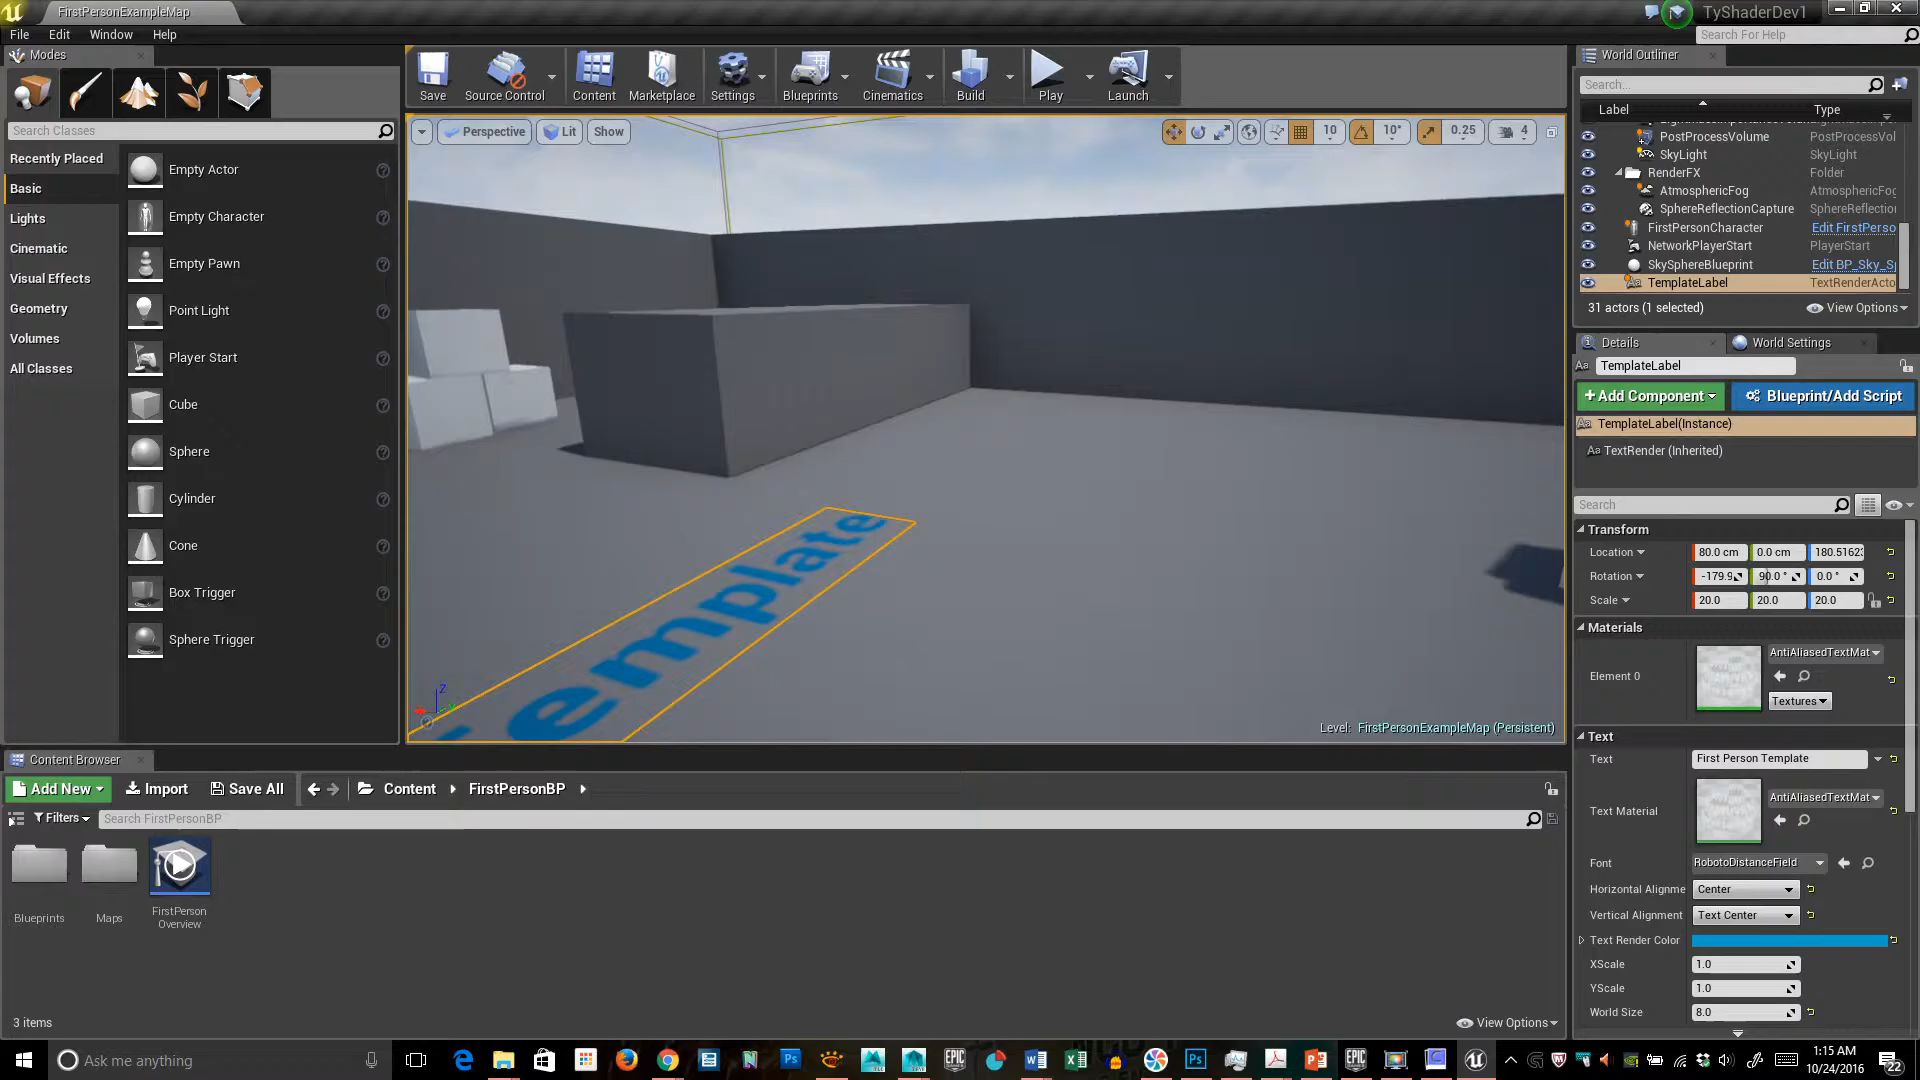 FirstPersonExampleMap
TyShaderDev1
File Edit Window Help
Search For Help
Modes
Save Source Control Content Marketplace Settings Blueprints Cinematics Build Play Launch
World Outliner
Search...
Label Type
Search Classes
Perspective Lit Show
10 10° 0.25 4
Recently Placed
Basic
Lights
Cinematic
Visual Effects
Geometry
Volumes
All Classes
Empty Actor
Empty Character
Empty Pawn
Point Light
Player Start
Cube
Sphere
Cylinder
Cone
Box Trigger
Sphere Trigger
PostProcessVolume PostProcessVol
SkyLight SkyLight
RenderFX Folder
AtmosphericFog AtmosphericFog
SphereReflectionCapture SphereReflection
FirstPersonCharacter Edit FirstPerso
NetworkPlayerStart PlayerStart
SkySphereBlueprint Edit BP_Sky_Sp
TemplateLabel TextRenderActo
31 actors (1 selected) View Options
Details World Settings
TemplateLabel
Add Component Blueprint/Add Script
TemplateLabel(Instance)
TextRender (Inherited)
Search
Transform
Location 80.0 cm 0.0 cm 180.5162
Rotation -179.9 90.0 ° 0.0 °
Scale 20.0 20.0 20.0
Materials
Element 0 AntiAliasedTextMat
Textures
Text
Text First Person Template
Text Material AntiAliasedTextMat
Font RobotoDistanceField
Horizontal Alignme Center
Vertical Alignment Text Center
Text Render Color
XScale 1.0
YScale 1.0
World Size 8.0
emplate
Z
Level: FirstPersonExampleMap (Persistent)
Content Browser
Add New Import Save All Content FirstPersonBP
Filters Search FirstPersonBP
Blueprints
Maps
FirstPerson
Overview
3 items View Options
Ask me anything
1:15 AM
10/24/2016
22